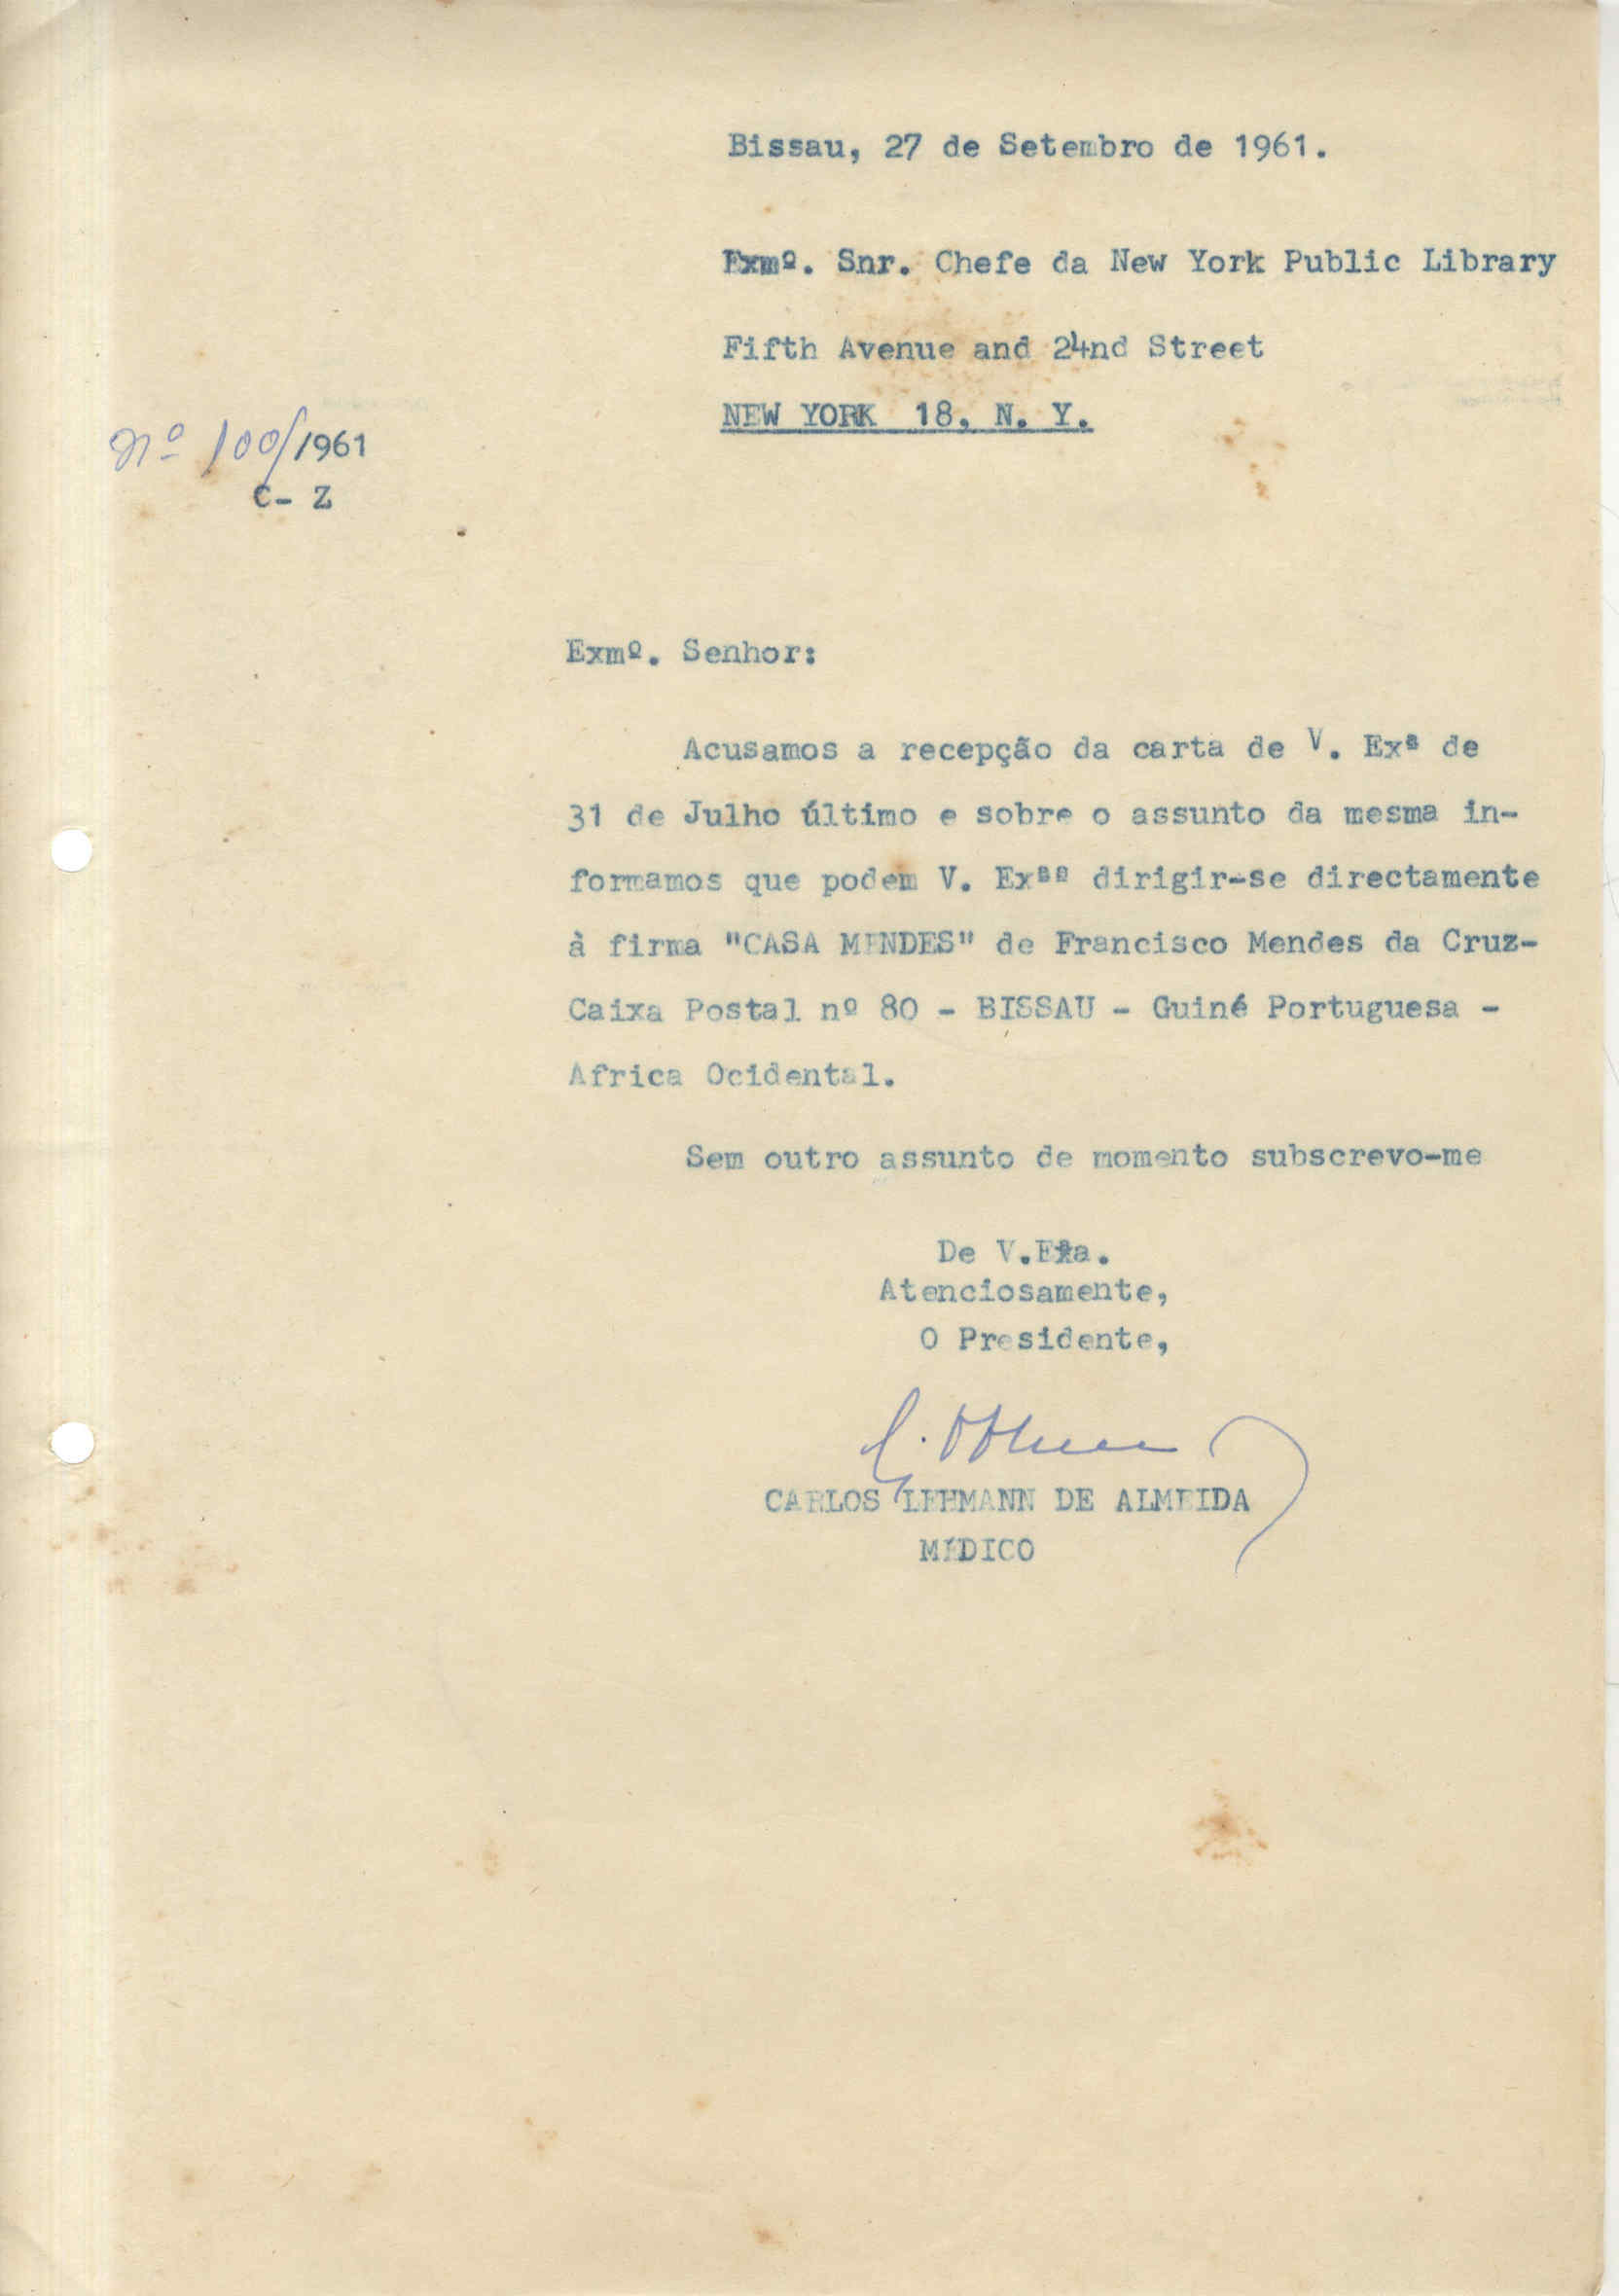 Bissau, 27 de Setembro de 1961.
Exmº. Snr. Chefe da New York Public Library
Fifth Avenue and 24nd Street
NEW YORK 18, N. Y.
Nº 100/1961
C- Z
Exmº. Senhor:
Acusamos a recepção da carta de V. Exª de
31 de Julho último e sobre o assunto da mesma in-
formamos que podem V. Exªº dirigir-se directamente
à firma "CASA MENDES" de Francisco Mendes da Cruz-
Caixa Postal nº 80 - BISSAU - Guiné Portuguesa -
Africa Ocidental.
Sem outro assunto de momento subscrevo-me
De V.Exa.
Atenciosamente,
O Presidente,
CARLOS LEHMANN DE ALMEIDA
MÉDICO